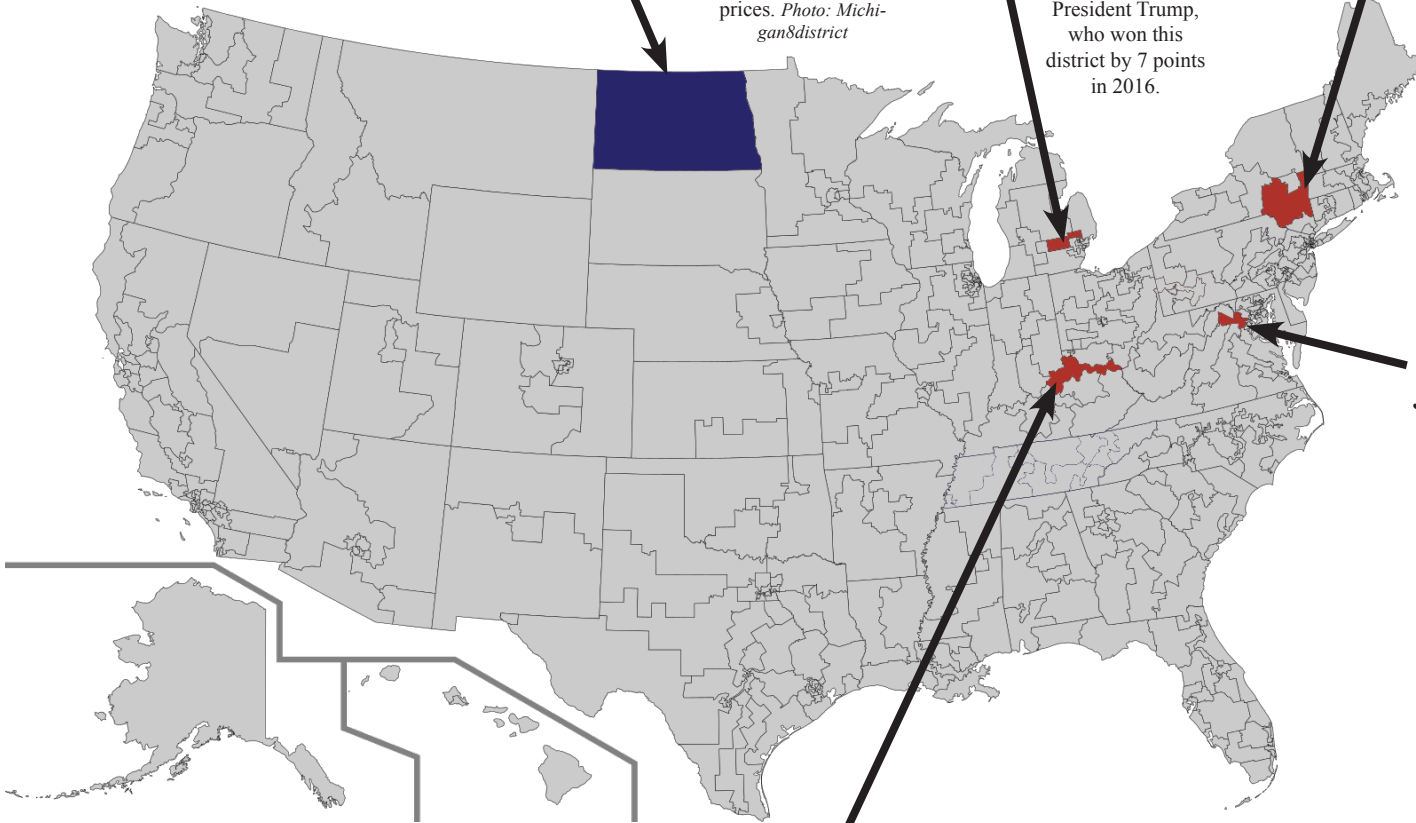 prices. Photo: Michi-
gan8district
President Trump,
who won this
district by 7 points
in 2016.